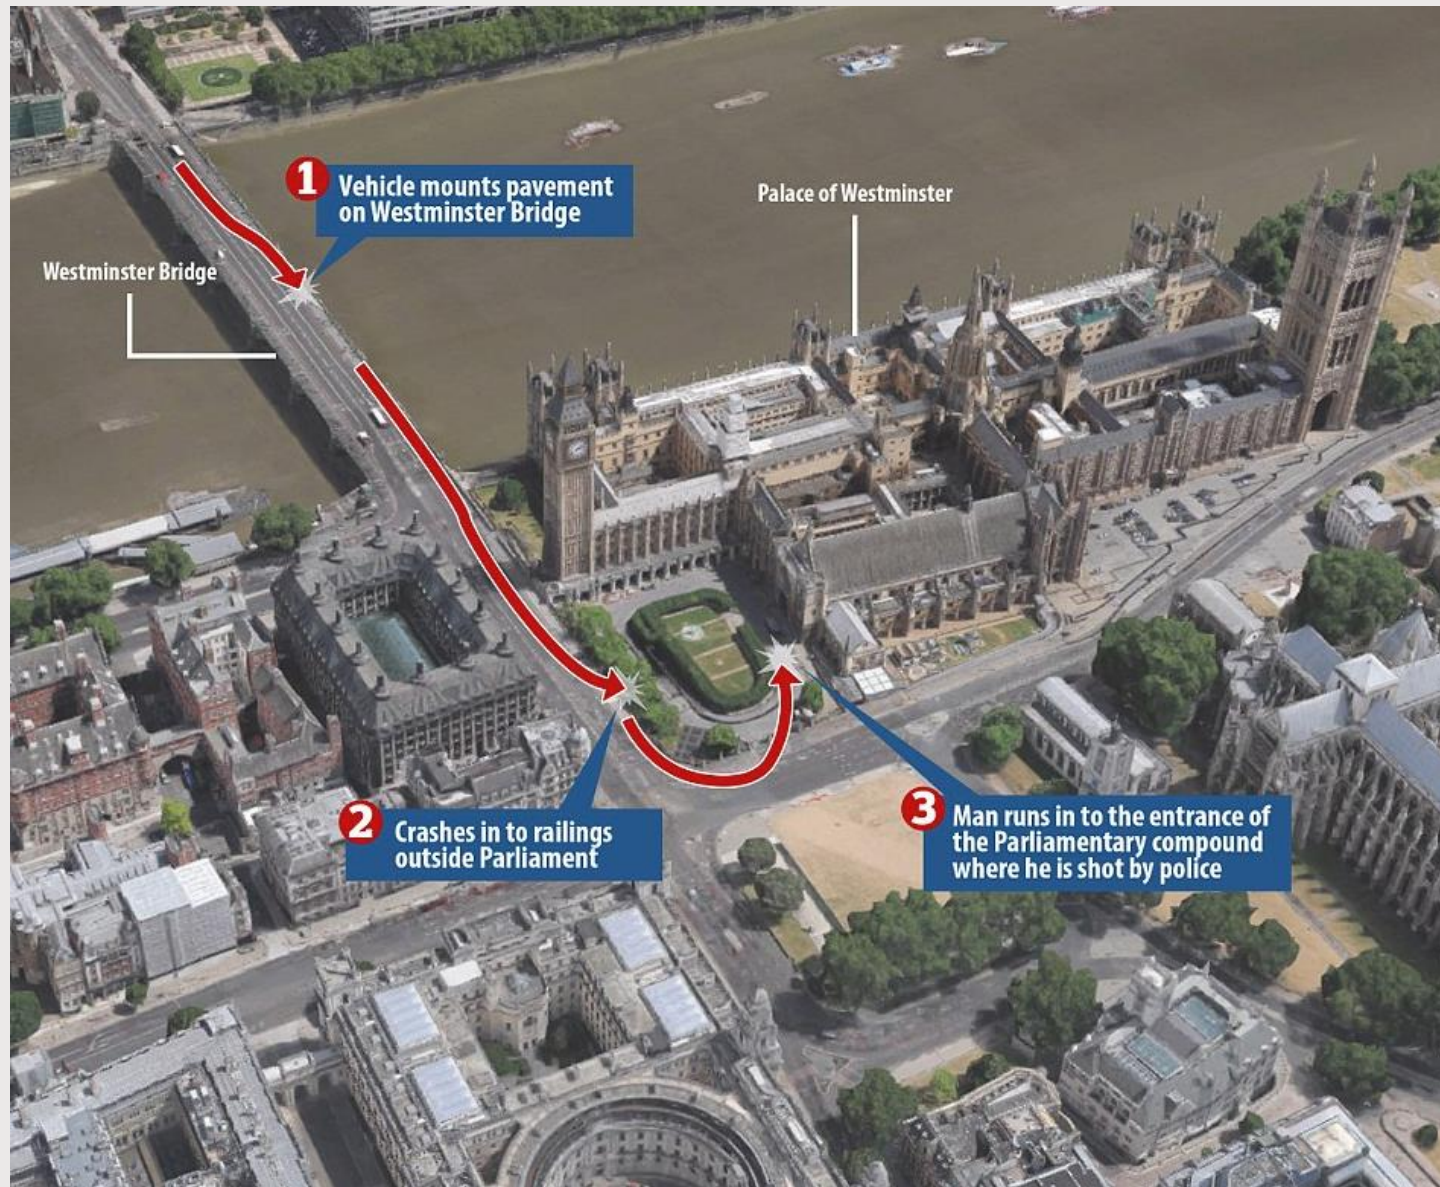 1
Vehicle mounts pavement
on Westminster Bridge
Palace of Westminster
Westminster Bridge
2
Crashes in to railings
outside Parliament
3
Man runs in to the entrance of
the Parliamentary compound
where he is shot by police